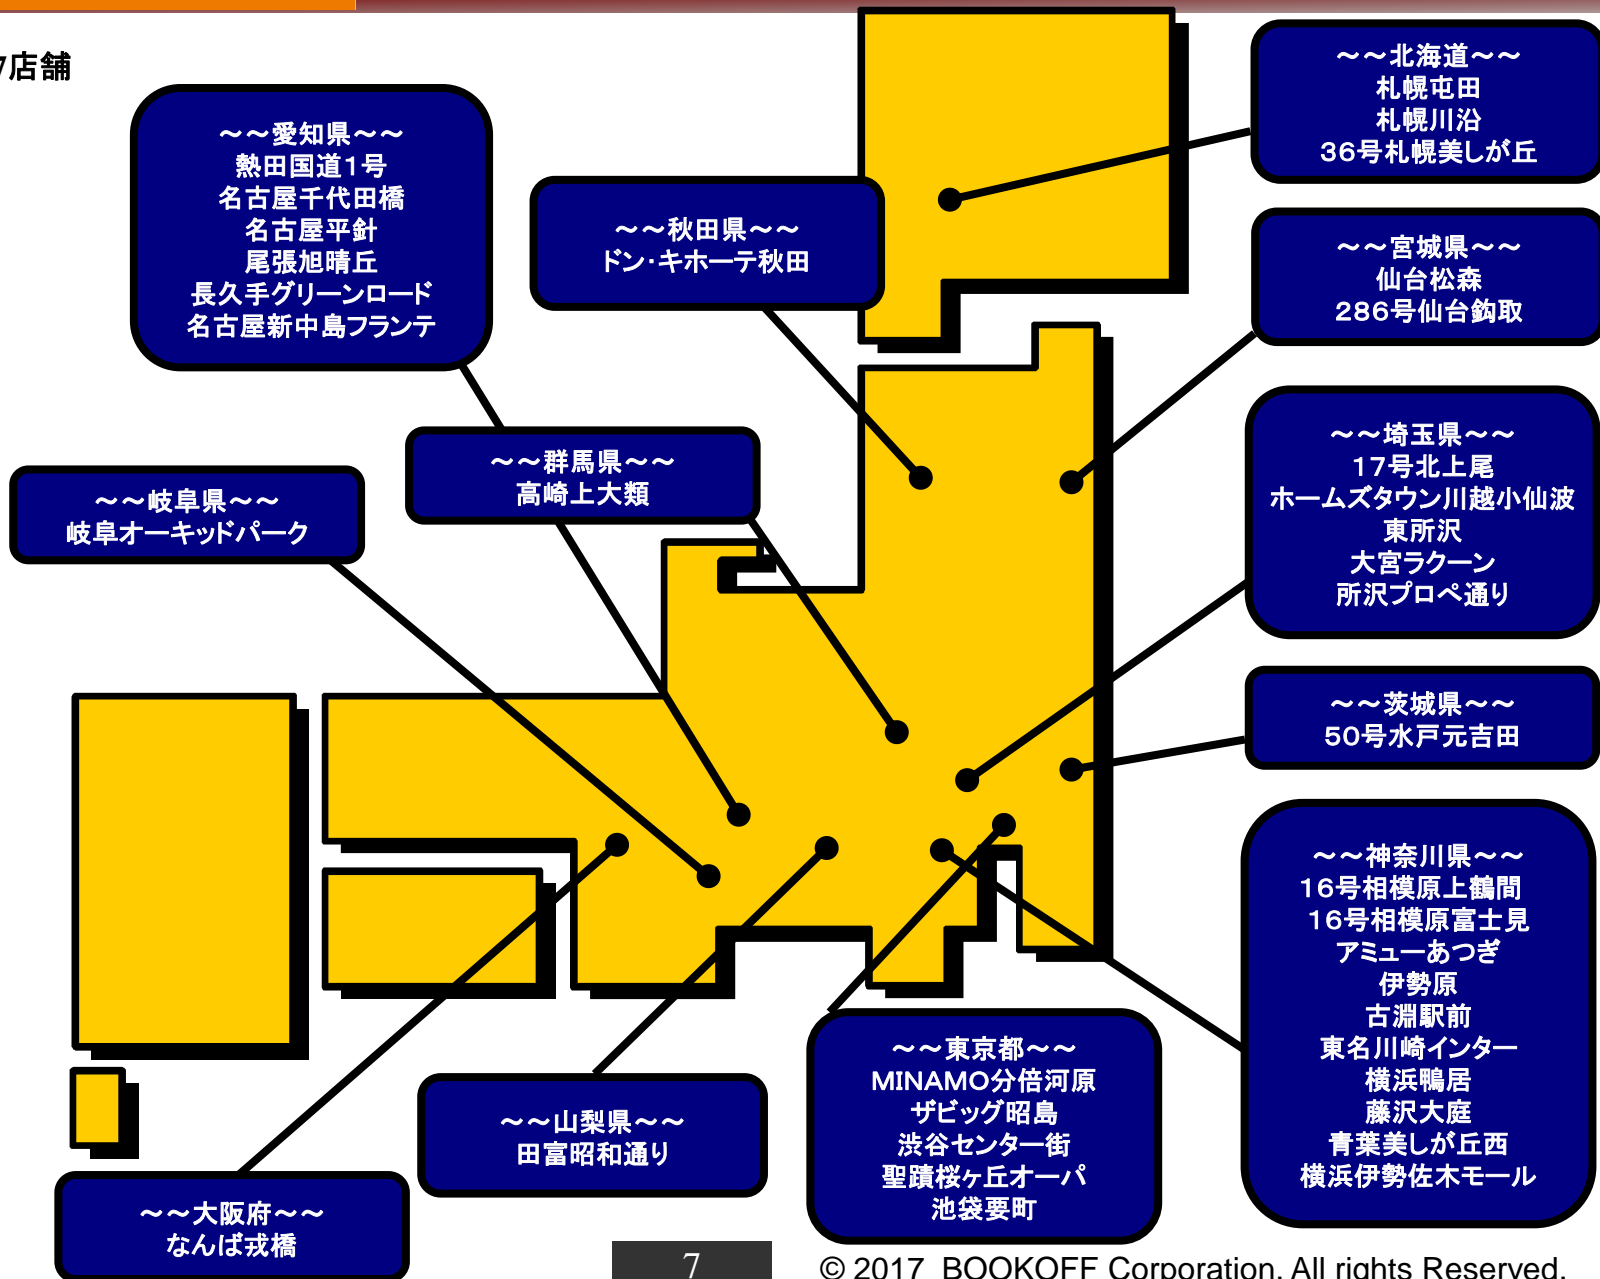 7店舗
~~愛知県~~
熱田国道1号
名古屋千代田橋
名古屋平針
尾張旭晴丘
長久手グリーンロード
名古屋新中島フランテ
~~秋田県~~
ドン・キホーテ秋田
~~北海道~~
札幌屯田
札幌川沿
36号札幌美しが丘
~~宮城県~~
仙台松森
286号仙台鈎取
~~群馬県~~
高崎上大類
~~岐阜県~~
岐阜オーキッドパーク
~~埼玉県~~
17号北上尾
ホームズタウン川越小仙波
東所沢
大宮ラクーン
所沢プロペ通り
~~茨城県~~
50号水戸元吉田
~~神奈川県~~
16号相模原上鶴間
16号相模原富士見
アミューあつぎ
伊勢原
古淵駅前
東名川崎インター
横浜鴨居
藤沢大庭
青葉美しが丘西
横浜伊勢佐木モール
~~東京都~~
MINAMO分倍河原
ザビッグ昭島
渋谷センター街
聖蹟桜ヶ丘オーパ
池袋要町
~~山梨県~~
田富昭和通り
~~大阪府~~
なんば戎橋
7
© 2017 BOOKOFF Corporation. All rights Reserved.